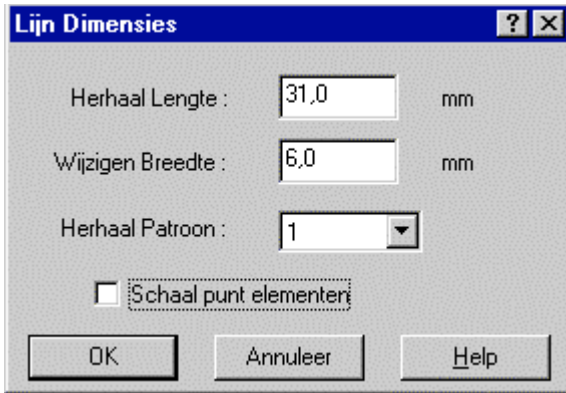 Lijn Dimensies
Herhaal Lengte : 31,0 mm
Wijzigen Breedte : 6,0 mm
Herhaal Patroon : 1
Schaal punt elementen
OK Annuleer Help